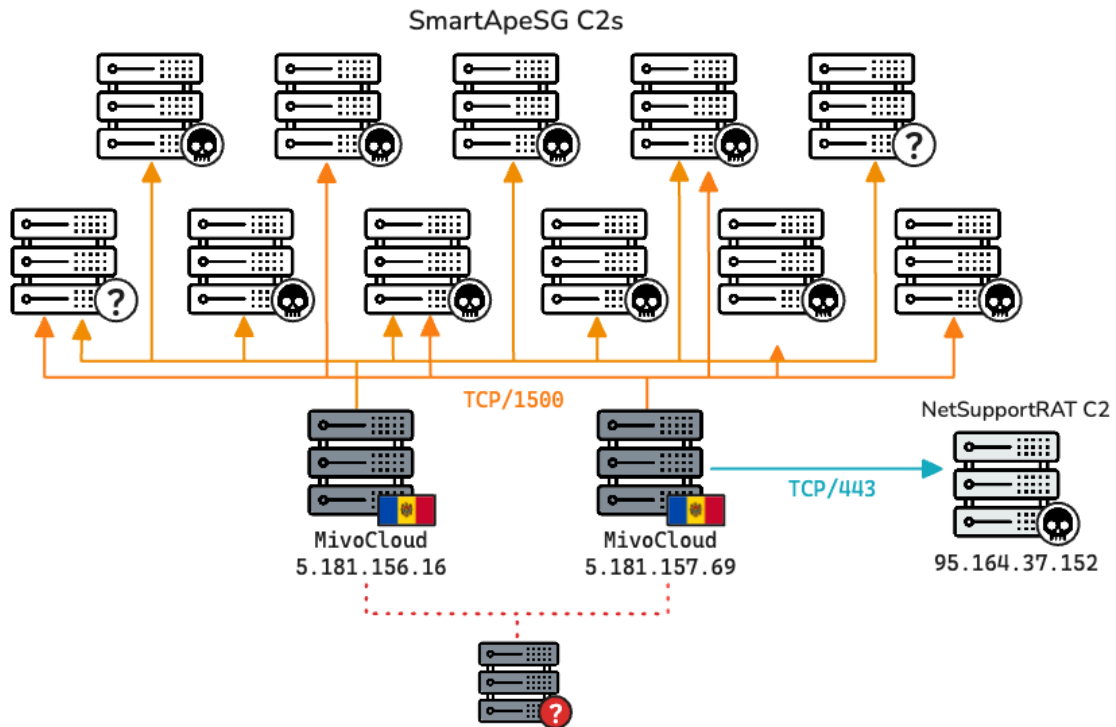 SmartApeSG C2s
?
?
TCP/1500
NetSupportRAT C2
TCP/443
MivoCloud
5.181.156.16
MivoCloud
5.181.157.69
95.164.37.152
?